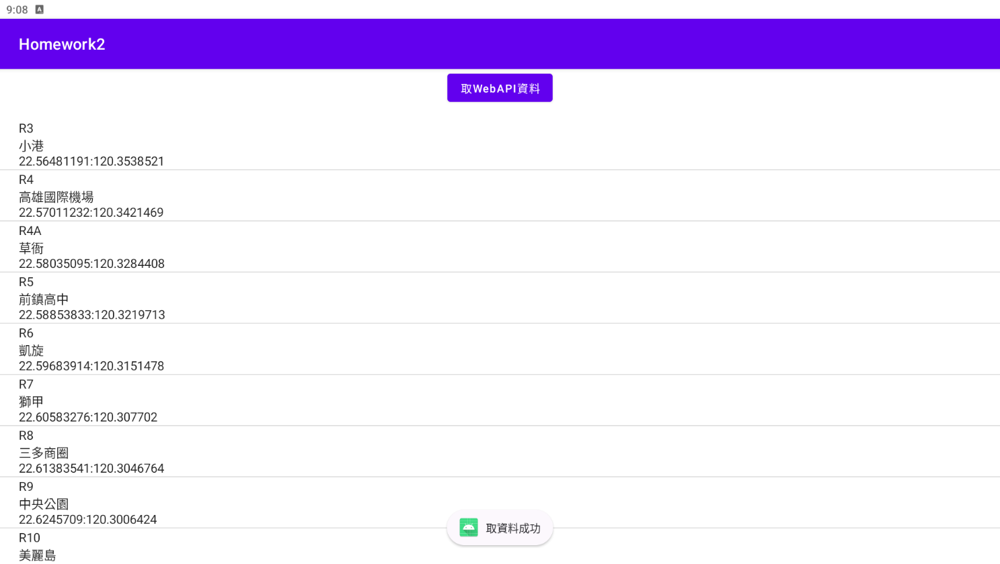 9:08 A
Homework2
取WebAPI資料
R3
小港
22.56481191:120.3538521
R4
高雄國際機場
22.57011232:120.3421469
R4A
草衙
22.58035095:120.3284408
R5
前鎮高中
22.58853833:120.3219713
R6
凱旋
22.59683914:120.3151478
R7
獅甲
22.60583276:120.307702
R8
三多商圈
22.61383541:120.3046764
R9
中央公園
22.6245709:120.3006424
取資料成功
R10
美麗島